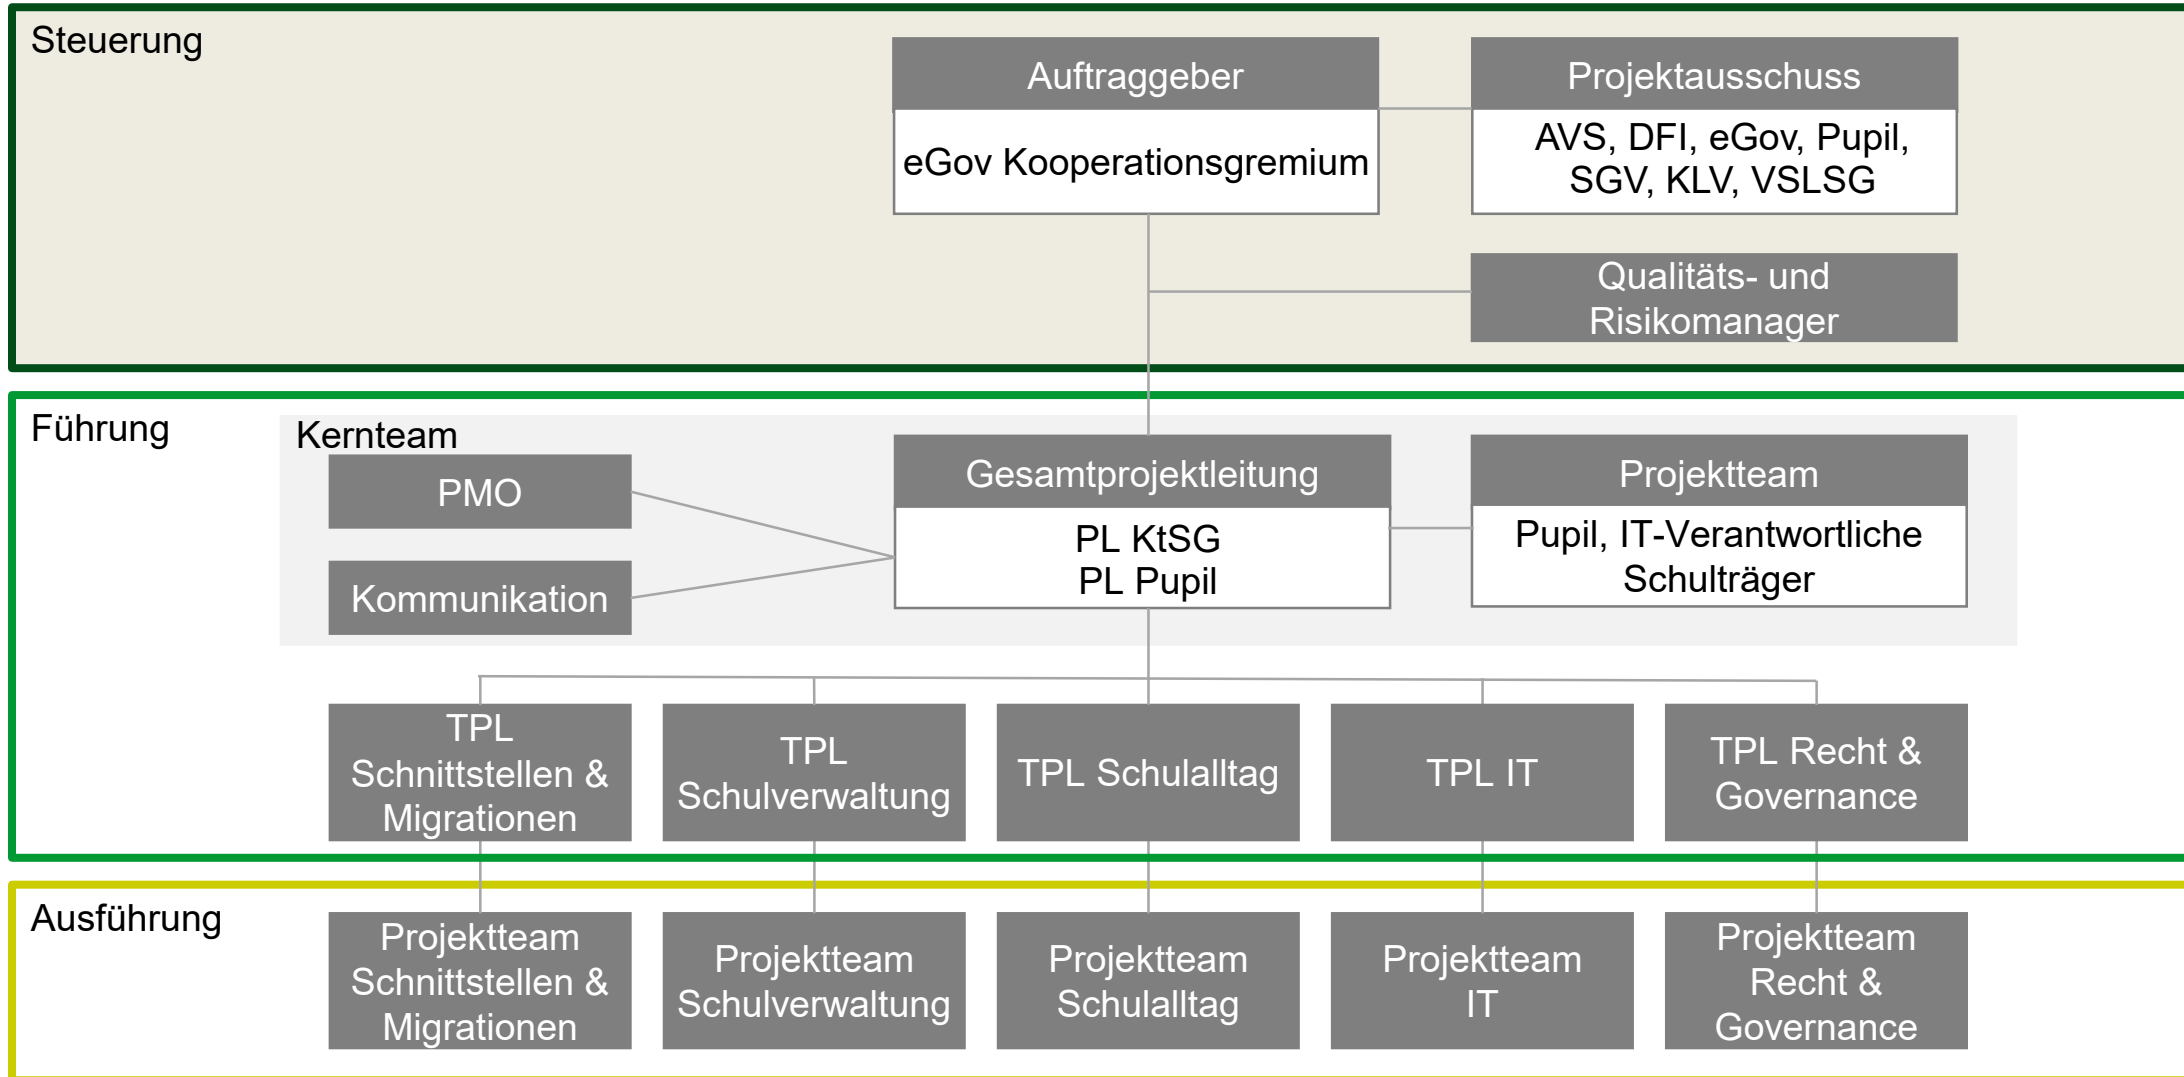 Steuerung
Auftraggeber
eGov Kooperationsgremium
Projektausschuss
AVS, DFI, eGov, Pupil,
SGV, KLV, VSLSG
Qualitäts- und
Risikomanager
Führung
Kernteam
PMO
Kommunikation
Gesamtprojektleitung
PL KtSG
PL Pupil
Projektteam
Pupil, IT-Verantwortliche
Schulträger
TPL
Schnittstellen &
Migrationen
TPL
Schulverwaltung
TPL Schulalltag
TPL IT
TPL Recht &
Governance
Ausführung
Projektteam
Schnittstellen &
Migrationen
Projektteam
Schulverwaltung
Projektteam
Schulalltag
Projektteam
IT
Projektteam
Recht &
Governance